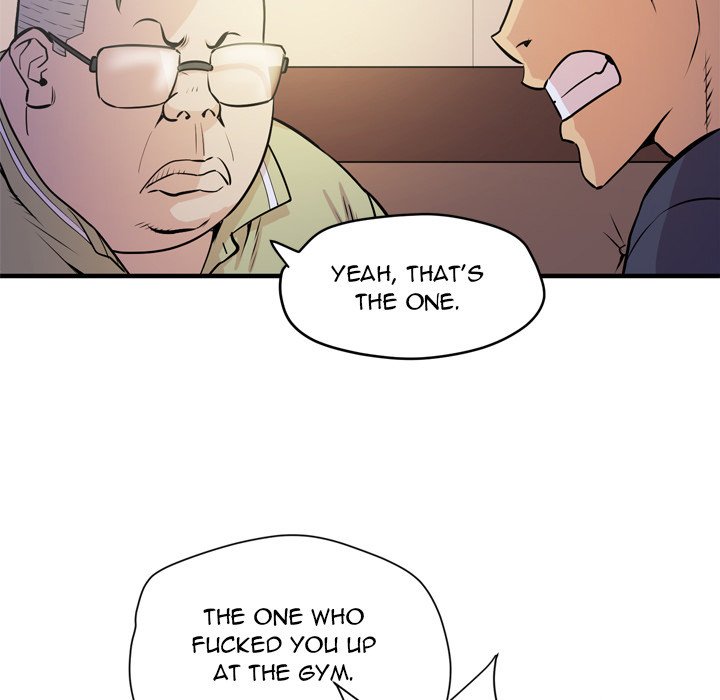 YEAH, THAT'S
THE ONE.
THE ONE WHO
FUCKED YOU UP
AT THE GYM.